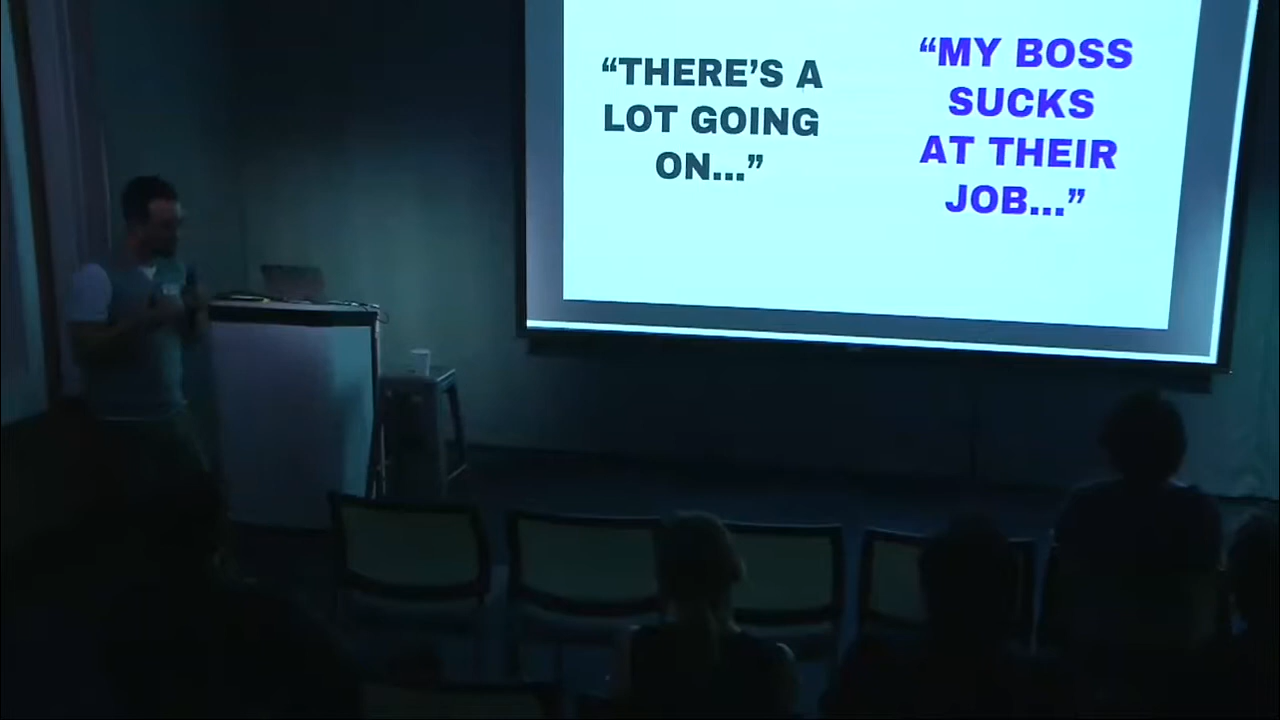 “THERE’S A
LOT GOING
ON...”
“MY BOSS
SUCKS
AT THEIR
JOB...”